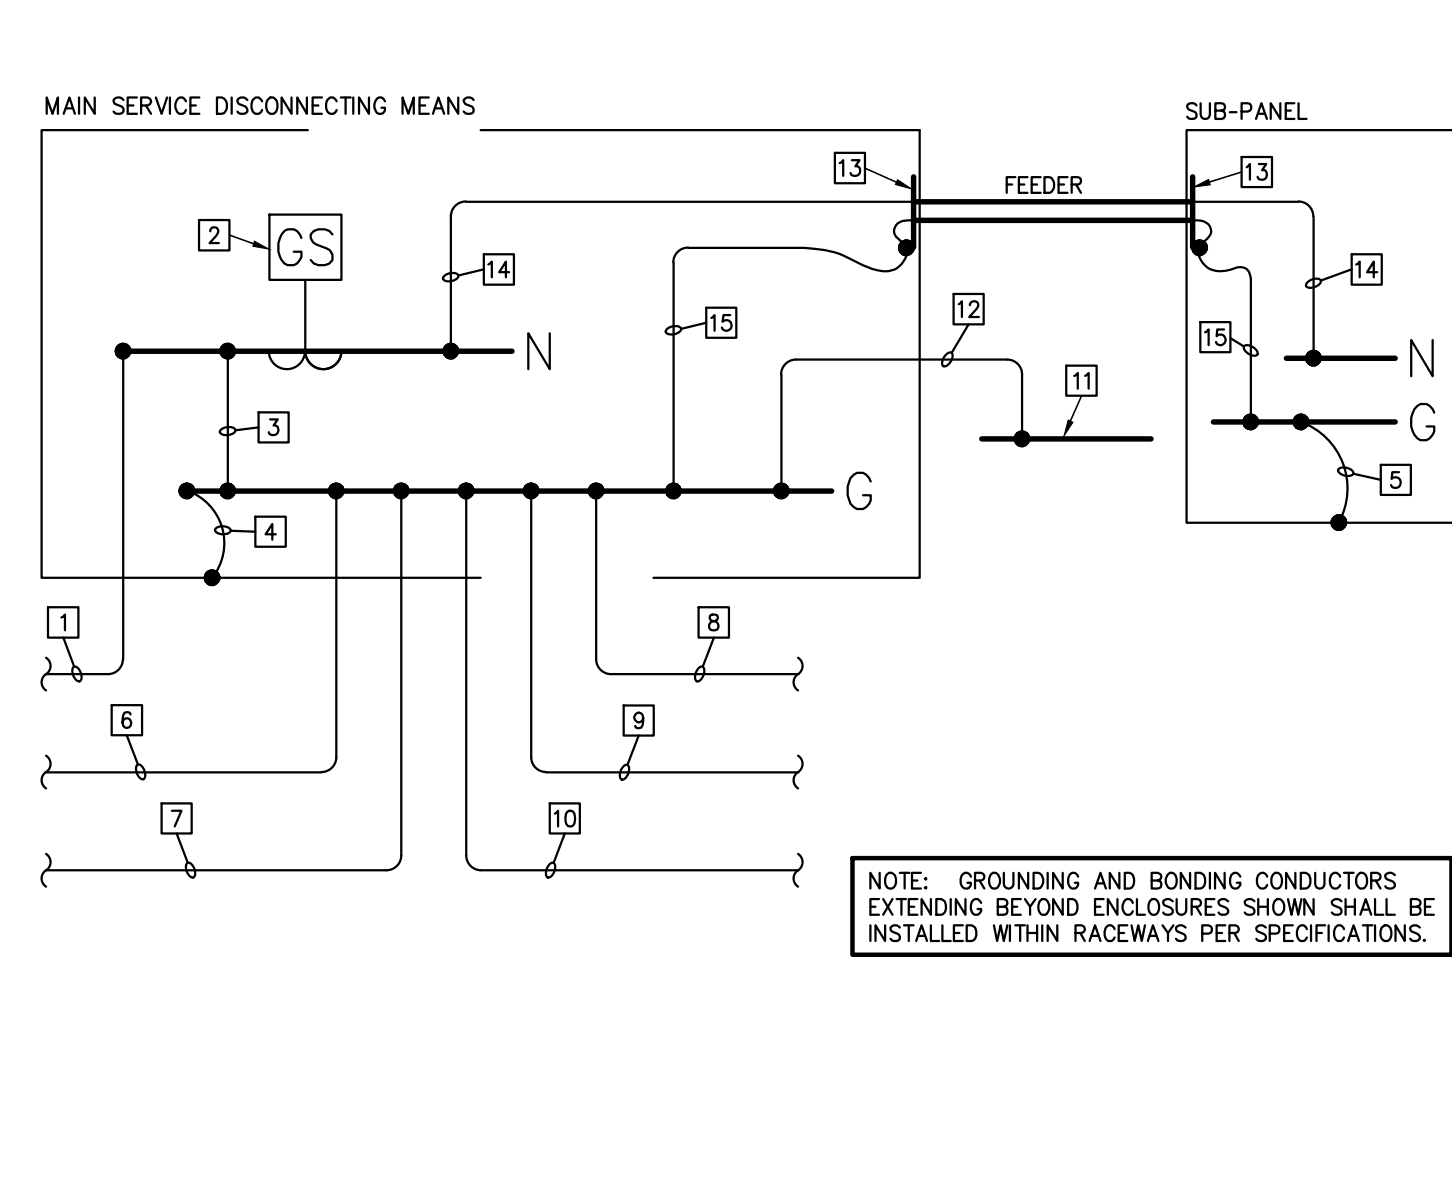 MAIN SERVICE DISCONNECTING MEANS
SUB-PANEL
13
FEEDER
13
2
GS
14
14
12
15
15
N
N
11
3
G
5
G
4
1
8
6
9
7
10
NOTE: GROUNDING AND BONDING CONDUCTORS
EXTENDING BEYOND ENCLOSURES SHOWN SHALL BE
INSTALLED WITHIN RACEWAYS PER SPECIFICATIONS.